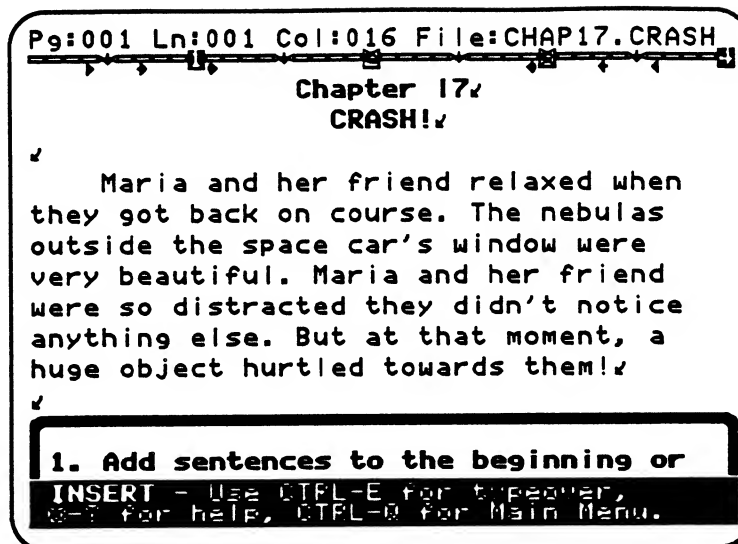 Pg:001 Ln:001 Col:016 File:CHAP17.CRASH
Chapter 17
CRASH!
Maria and her friend relaxed when
they got back on course. The nebulas
outside the space car's window were
very beautiful. Maria and her friend
were so distracted they didn't notice
anything else. But at that moment, a
huge object hurtled towards them!
1. Add sentences to the beginning or
INSERT - Use CTRL-E for typeover,
for help, CTRL-Q for Main Menu.